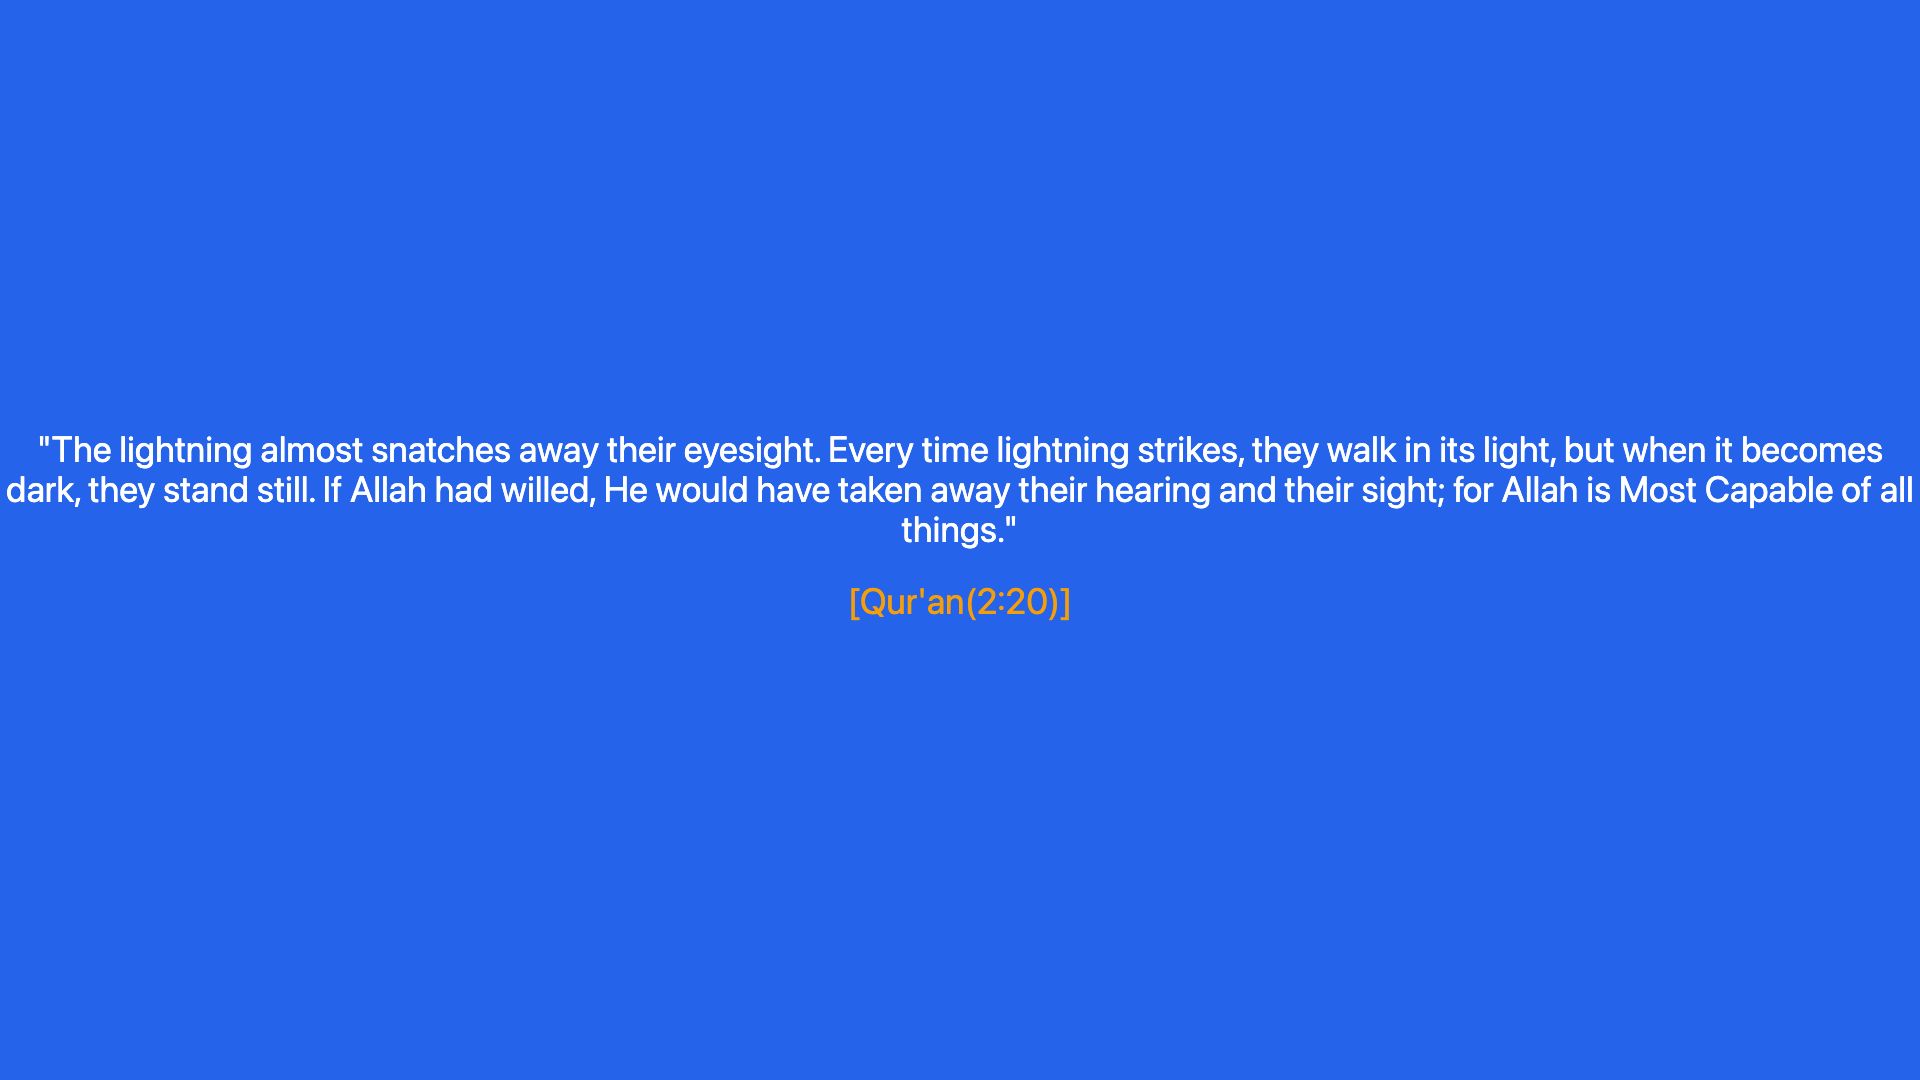 "The lightning almost snatches away their eyesight. Every time lightning strikes, they walk in its light, but when it becomes
dark, they stand still. If Allah had willed, He would have taken away their hearing and their sight; for Allah is Most Capable of all
things."
[Qur'an(2:20)]